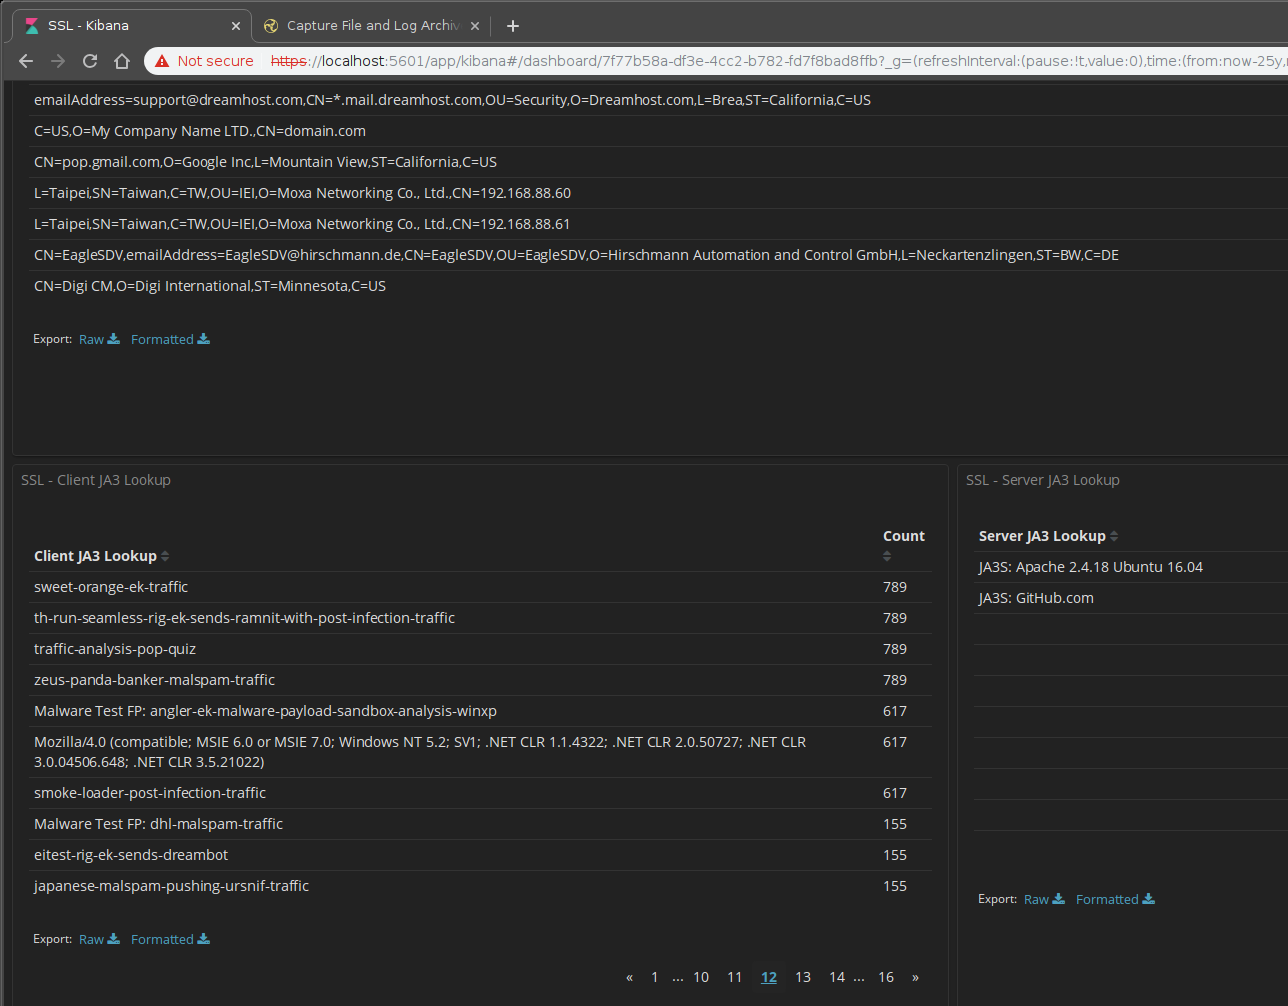 SSL - Kibana
Capture File and Log Archiv
Not secure https://localhost:5601/app/kibana#/dashboard/7f77b58a-df3e-4cc2-b782-fd7f8bad8ffb?_g=(refreshInterval:(pause:!t,value:0),time:(from:now-25y,
emailAddress=support@dreamhost.com,CN=*.mail.dreamhost.com,OU=Security,O=Dreamhost.com,L=Brea,ST=California,C=US
C=US,O=My Company Name LTD.,CN=domain.com
CN=pop.gmail.com,O=Google Inc,L=Mountain View,ST=California,C=US
L=Taipei,SN=Taiwan,C=TW,OU=IEI,O=Moxa Networking Co., Ltd.,CN=192.168.88.60
L=Taipei,SN=Taiwan,C=TW,OU=IEI,O=Moxa Networking Co., Ltd.,CN=192.168.88.61
CN=EagleSDV,emailAddress=EagleSDV@hirschmann.de,CN=EagleSDV,OU=EagleSDV,O=Hirschmann Automation and Control GmbH,L=Neckartenzlingen,ST=BW,C=DE
CN=Digi CM,O=Digi International,ST=Minnesota,C=US
Export: Raw Formatted
SSL - Client JA3 Lookup
Client JA3 Lookup Count
sweet-orange-ek-traffic 789
th-run-seamless-rig-ek-sends-ramnit-with-post-infection-traffic 789
traffic-analysis-pop-quiz 789
zeus-panda-banker-malspam-traffic 789
Malware Test FP: angler-ek-malware-payload-sandbox-analysis-winxp 617
Mozilla/4.0 (compatible; MSIE 6.0 or MSIE 7.0; Windows NT 5.2; SV1; .NET CLR 1.1.4322; .NET CLR 2.0.50727; .NET CLR 617
3.0.04506.648; .NET CLR 3.5.21022)
smoke-loader-post-infection-traffic 617
Malware Test FP: dhl-malspam-traffic 155
eitest-rig-ek-sends-dreambot 155
japanese-malspam-pushing-ursnif-traffic 155
Export: Raw Formatted
« 1 ... 10 11 12 13 14 ... 16 »
SSL - Server JA3 Lookup
Server JA3 Lookup
JA3S: Apache 2.4.18 Ubuntu 16.04
JA3S: GitHub.com
Export: Raw Formatted